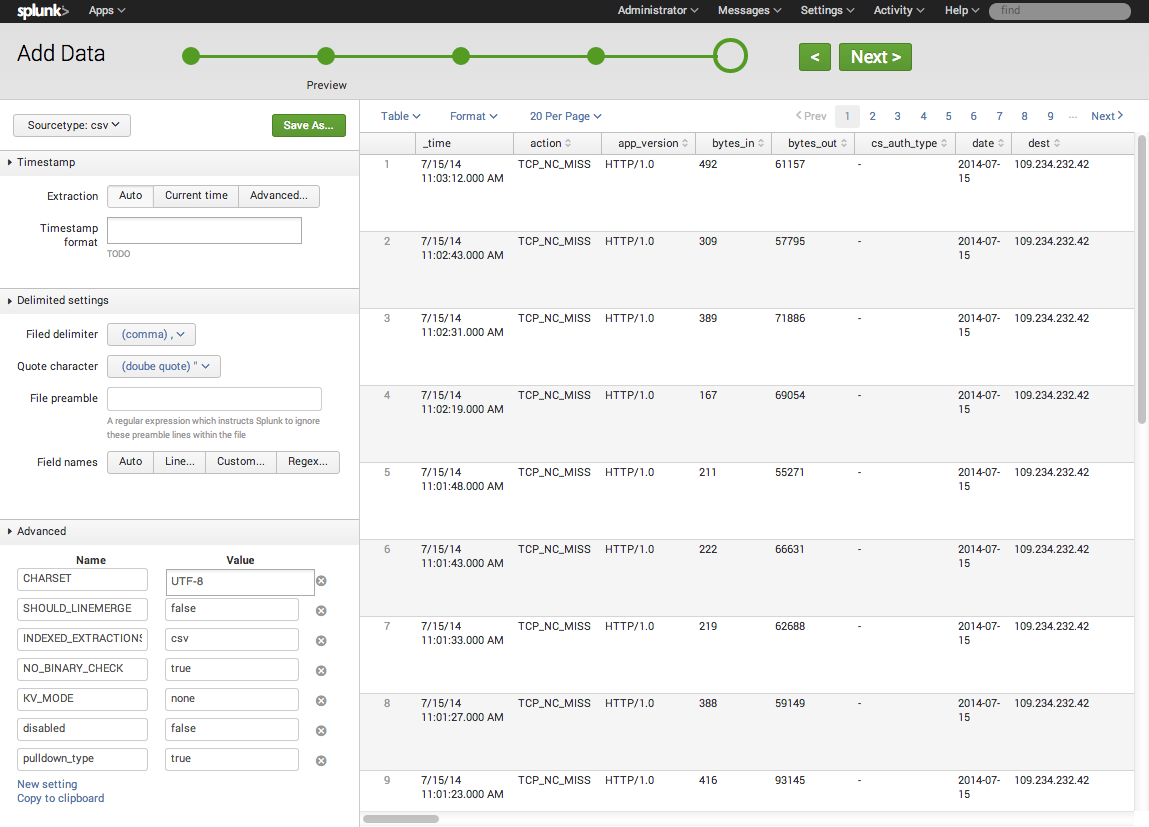 splunk> Apps Administrator Messages Settings Activity Help find
Add Data < Next >
Preview
Sourcetype: csv Save As...
Timestamp
Extraction Auto Current time Advanced...
Timestamp
format
TODO
Delimited settings
Filed delimiter (comma) ,
Quote character (doube quote) "
File preamble
A regular expression which instructs Splunk to ignore
these preamble lines within the file
Field names Auto Line... Custom... Regex...
Advanced
Name Value
CHARSET UTF-8
SHOULD_LINEMERGE false
INDEXED_EXTRACTIONS csv
NO_BINARY_CHECK true
KV_MODE none
disabled false
pulldown_type true
New setting
Copy to clipboard
Table Format 20 Per Page Prev 1 2 3 4 5 6 7 8 9 ... Next
_time action app_version bytes_in bytes_out cs_auth_type date dest
1 7/15/14 TCP_NC_MISS HTTP/1.0 492 61157 - 2014-07- 109.234.232.42
11:03:12.000 AM 15
2 7/15/14 TCP_NC_MISS HTTP/1.0 309 57795 - 2014-07- 109.234.232.42
11:02:43.000 AM 15
3 7/15/14 TCP_NC_MISS HTTP/1.0 389 71886 - 2014-07- 109.234.232.42
11:02:31.000 AM 15
4 7/15/14 TCP_NC_MISS HTTP/1.0 167 69054 - 2014-07- 109.234.232.42
11:02:19.000 AM 15
5 7/15/14 TCP_NC_MISS HTTP/1.0 211 55271 - 2014-07- 109.234.232.42
11:01:48.000 AM 15
6 7/15/14 TCP_NC_MISS HTTP/1.0 222 66631 - 2014-07- 109.234.232.42
11:01:43.000 AM 15
7 7/15/14 TCP_NC_MISS HTTP/1.0 219 62688 - 2014-07- 109.234.232.42
11:01:33.000 AM 15
8 7/15/14 TCP_NC_MISS HTTP/1.0 388 59149 - 2014-07- 109.234.232.42
11:01:27.000 AM 15
9 7/15/14 TCP_NC_MISS HTTP/1.0 416 93145 - 2014-07- 109.234.232.42
11:01:23.000 AM 15